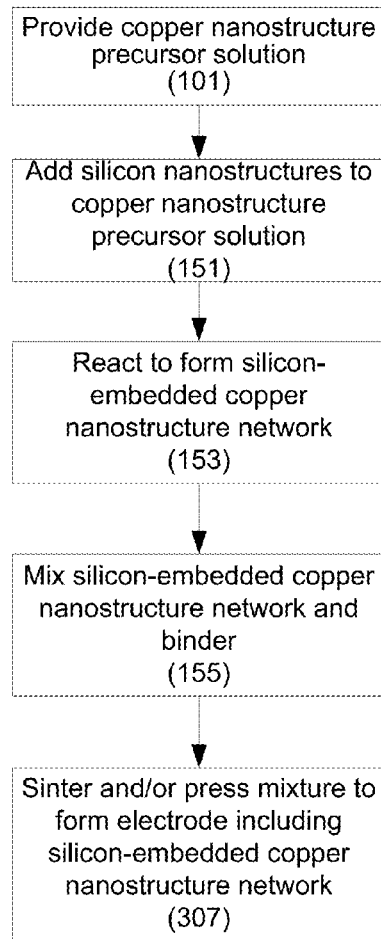 Provide copper nanostructure
precursor solution
(101)
Add silicon nanostructures to
copper nanostructure
precursor solution
(151)
React to form silicon-
embedded copper
nanostructure network
(153)
Mix silicon-embedded copper
nanostructure network and
binder
(155)
Sinter and/or press mixture to
form electrode including
silicon-embedded copper
nanostructure network
(307)